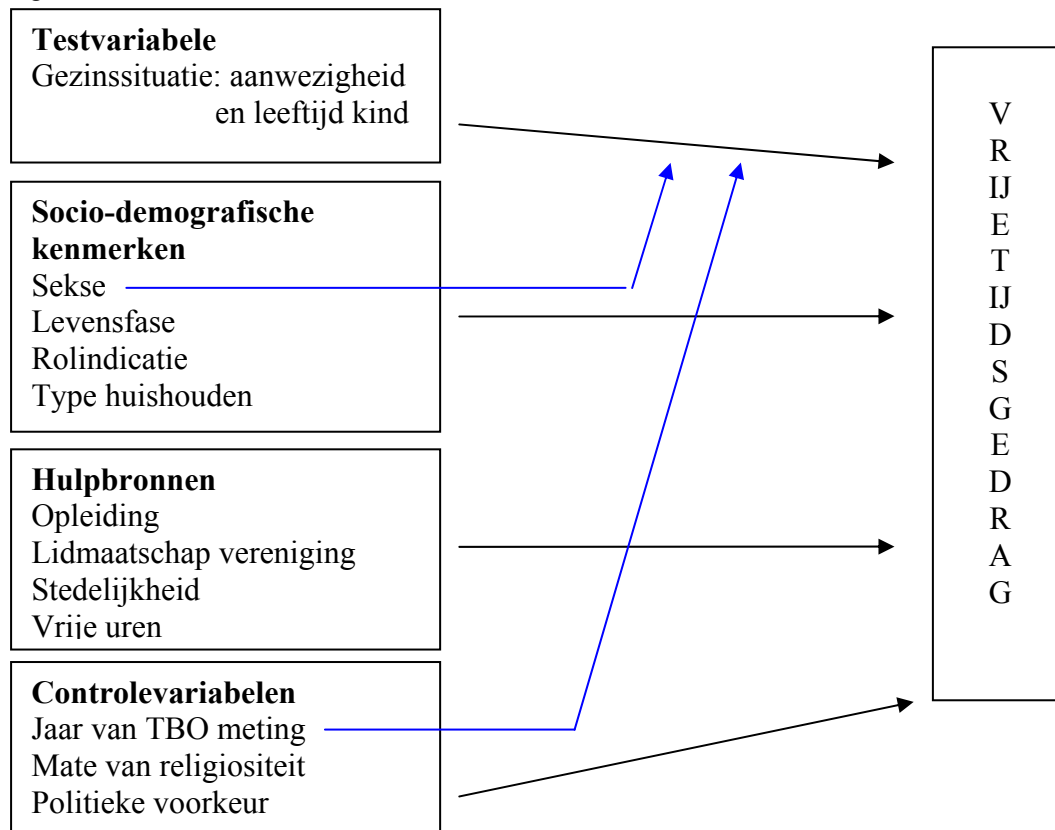 Testvariabele
Gezinssituatie: aanwezigheid
en leeftijd kind
Socio-demografische
kenmerken
Sekse
Levensfase
Rolindicatie
Type huishouden
Hulpbronnen
Opleiding
Lidmaatschap vereniging
Stedelijkheid
Vrije uren
Controlevariabelen
Jaar van TBO meting
Mate van religiositeit
Politieke voorkeur
V
R
IJ
E
T
IJ
D
S
G
E
D
R
A
G